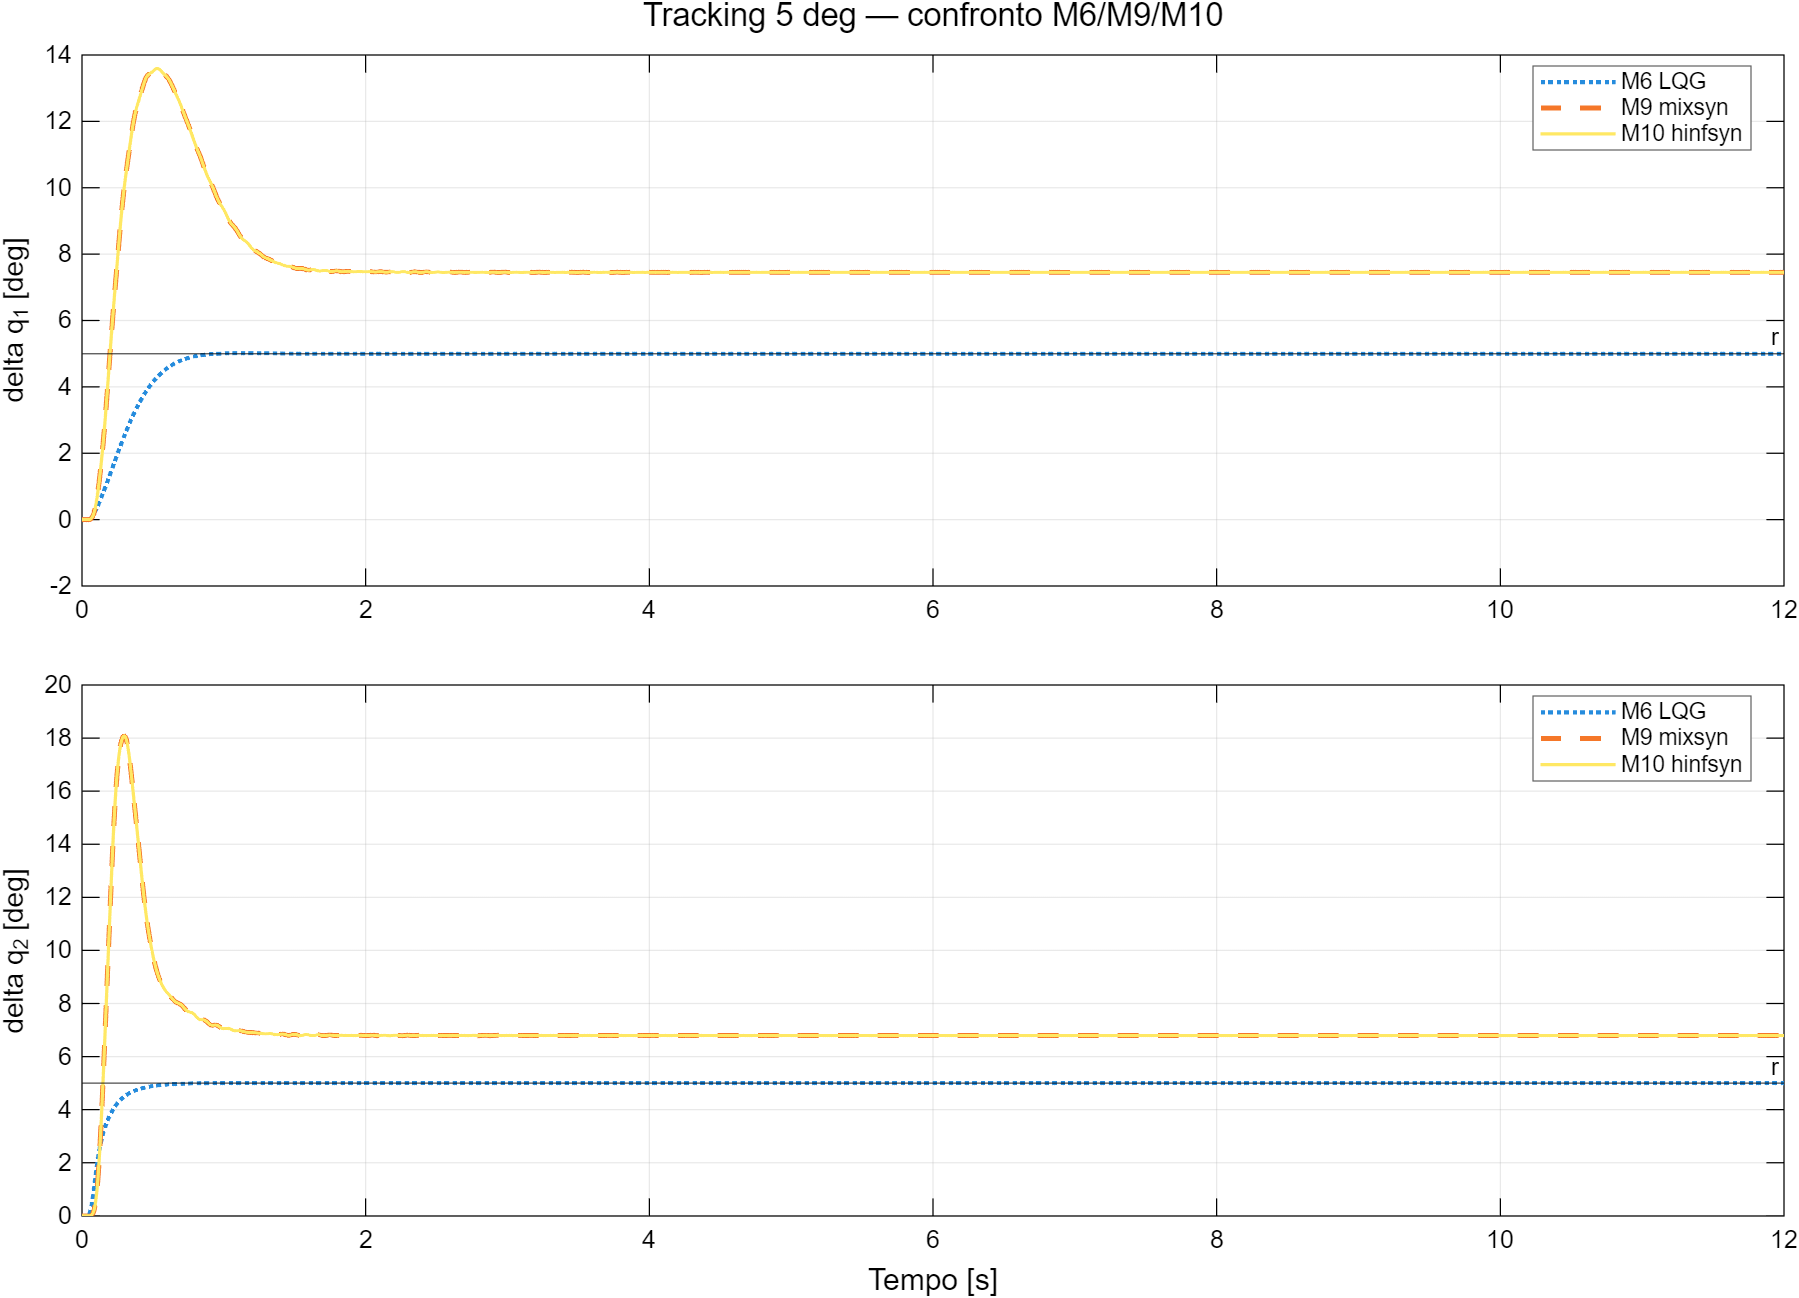 Tracking 5 deg — confronto M6/M9/M10
delta q₁ [deg]
14
12
10
8
6
4
2
0
-2
0 2 4 6 8 10 12
M6 LQG
M9 mixsyn
M10 hinfsyn
r
delta q₂ [deg]
20
18
16
14
12
10
8
6
4
2
0
0 2 4 6 8 10 12
M6 LQG
M9 mixsyn
M10 hinfsyn
r
Tempo [s]